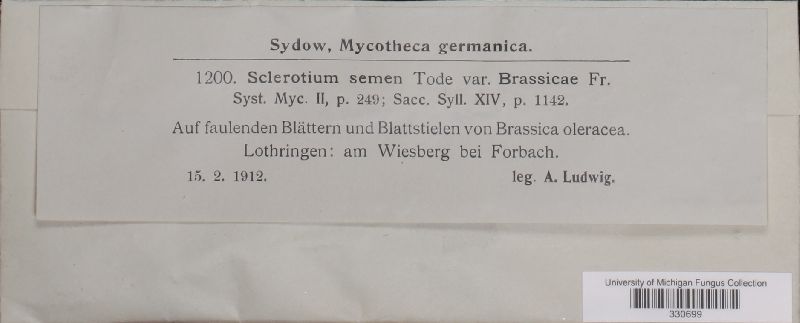 Sydow, Mycotheca germanica.
1200. Sclerotium semen Tode var. Brassicae Fr.
Syst. Myc. II, p. 249; Sacc. Syll. XIV, p. 1142.
Auf faulenden Blättern und Blattstielen von Brassica oleracea.
Lothringen: am Wiesberg bei Forbach.
15. 2. 1912. leg. A. Ludwig.
University of Michigan Fungus Collection
330699